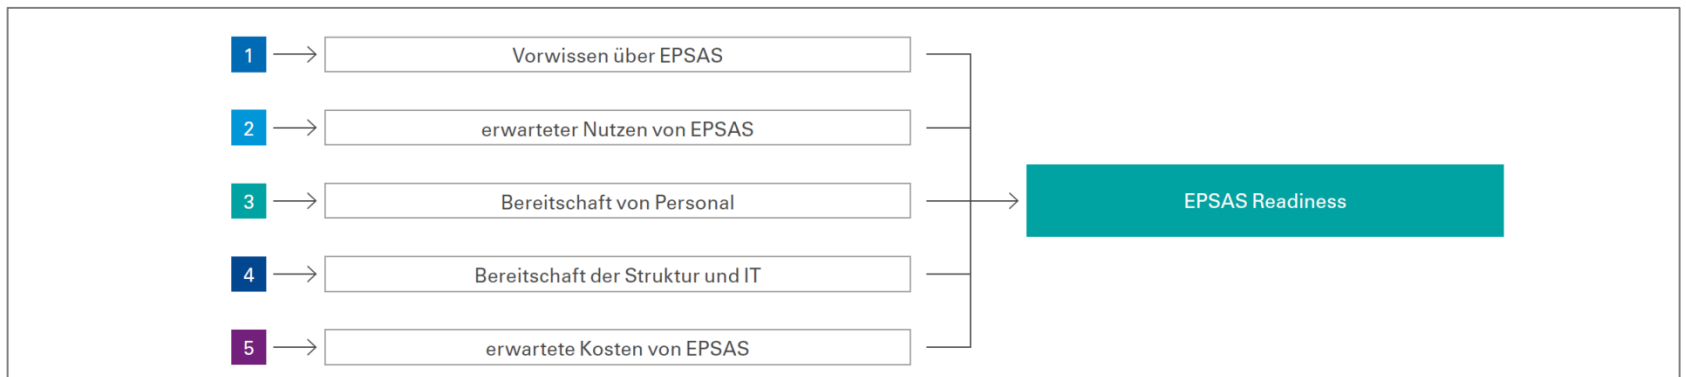 1
Vorwissen über EPSAS
2
erwarteter Nutzen von EPSAS
3
Bereitschaft von Personal
EPSAS Readiness
4
Bereitschaft der Struktur und IT
5
erwartete Kosten von EPSAS